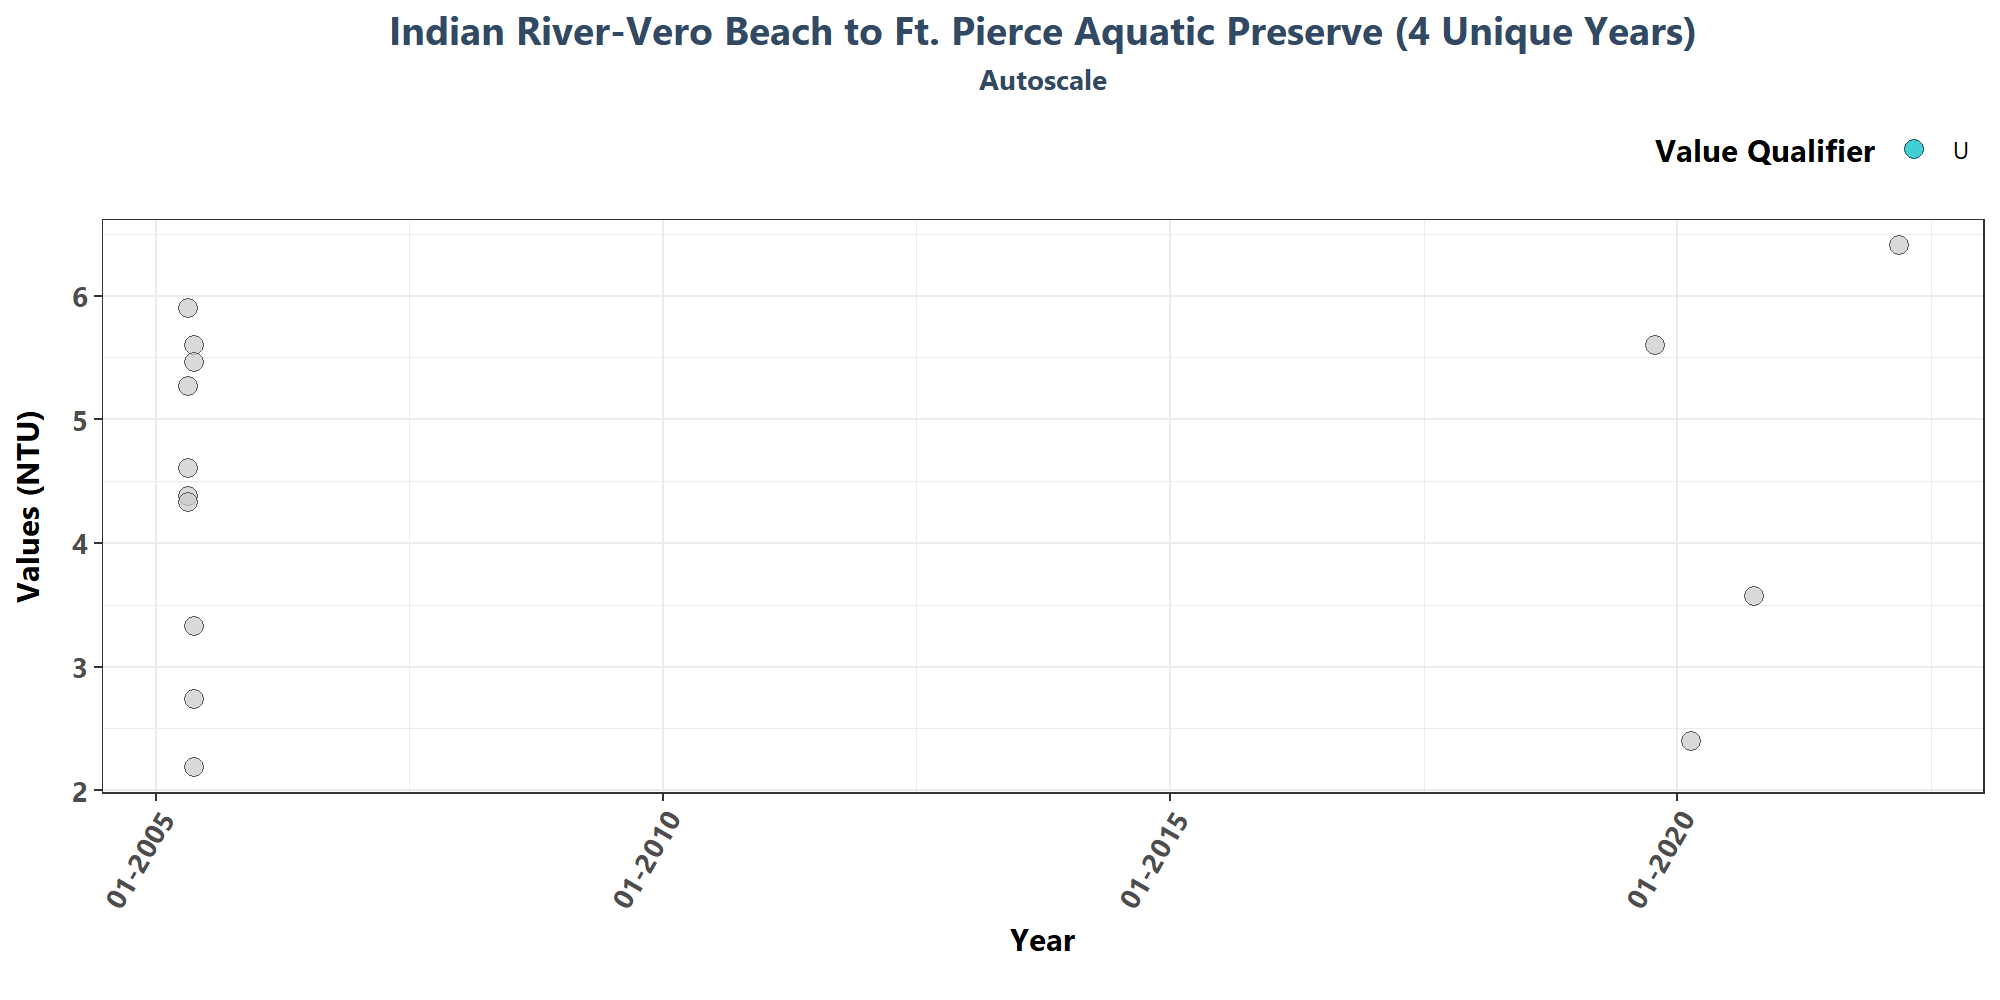 Indian River-Vero Beach to Ft. Pierce Aquatic Preserve (4 Unique Years)
Autoscale
Value Qualifier U
6
5
4
3
2
Values (NTU)
01-2005 01-2010 01-2015 01-2020
Year